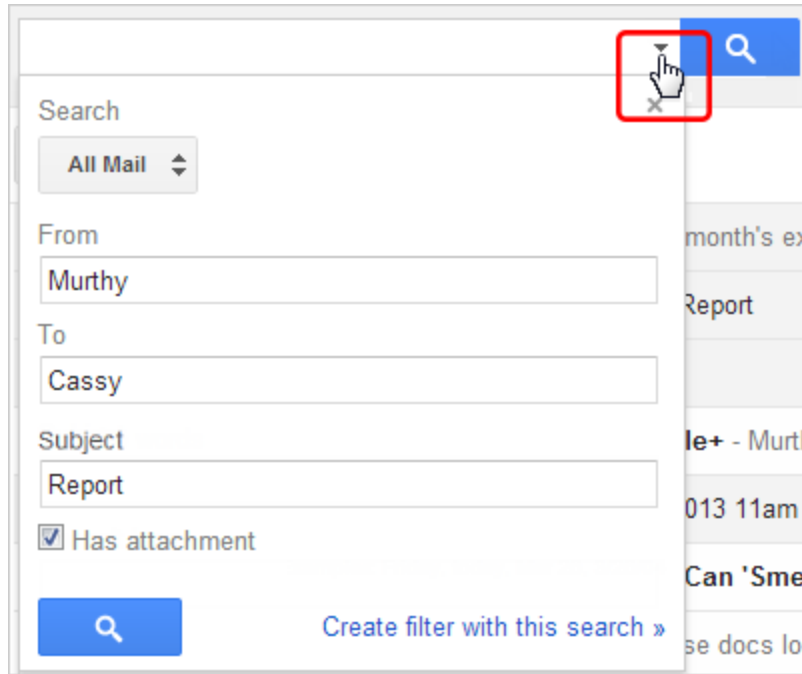 Search
All Mail
From
month's
Murthy
Report
To
Cassy
Subject
le+ - Murt
Report
013 11am
Has attachment
Can 'Sme
Create filter with this search »
se docs lo